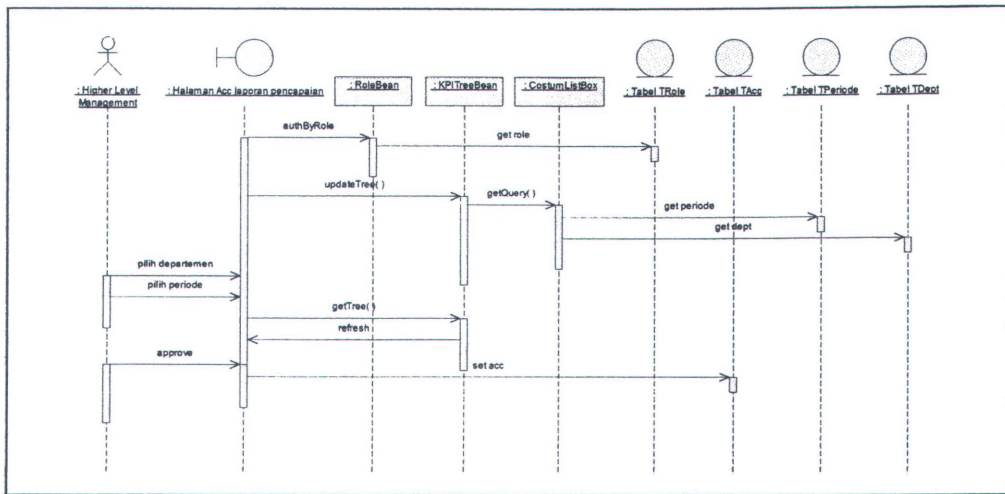 : Higher Level
Management
: Halaman Acc laporan pencapaian
: RoleBean
: KPITreeBean
: CostumListBox
: Tabel TRole
: Tabel TAcc
: Tabel TPeriode
: Tabel TDept
authByRole
get role
updateTree( )
getQuery( )
get periode
get dept
pilih departemen
pilih periode
getTree( )
refresh
approve
set acc